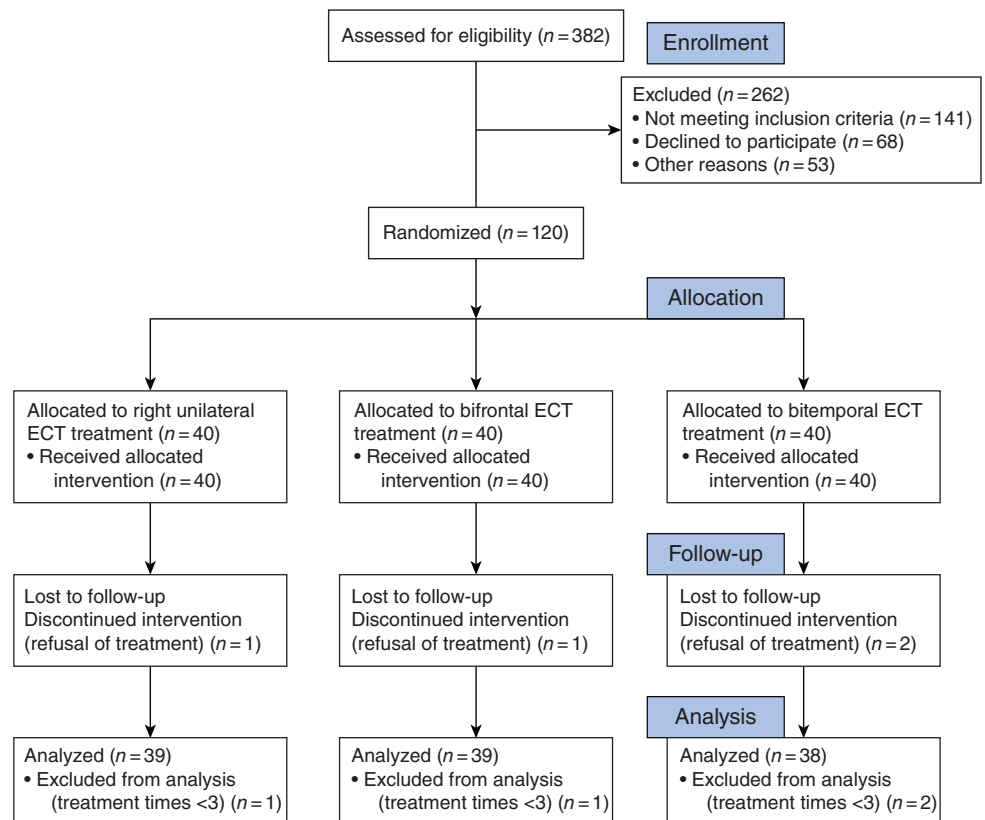 Assessed for eligibility (n = 382)
Enrollment
Excluded (n = 262)
• Not meeting inclusion criteria (n = 141)
• Declined to participate (n = 68)
• Other reasons (n = 53)
Randomized (n = 120)
Allocation
Allocated to right unilateral
ECT treatment (n = 40)
• Received allocated
intervention (n = 40)
Allocated to bifrontal ECT
treatment (n = 40)
• Received allocated
intervention (n = 40)
Allocated to bitemporal ECT
treatment (n = 40)
• Received allocated
intervention (n = 40)
Follow-up
Lost to follow-up
Discontinued intervention
(refusal of treatment) (n = 1)
Lost to follow-up
Discontinued intervention
(refusal of treatment) (n = 1)
Lost to follow-up
Discontinued intervention
(refusal of treatment) (n = 2)
Analysis
Analyzed (n = 39)
• Excluded from analysis
(treatment times <3) (n = 1)
Analyzed (n = 39)
• Excluded from analysis
(treatment times <3) (n = 1)
Analyzed (n = 38)
• Excluded from analysis
(treatment times <3) (n = 2)